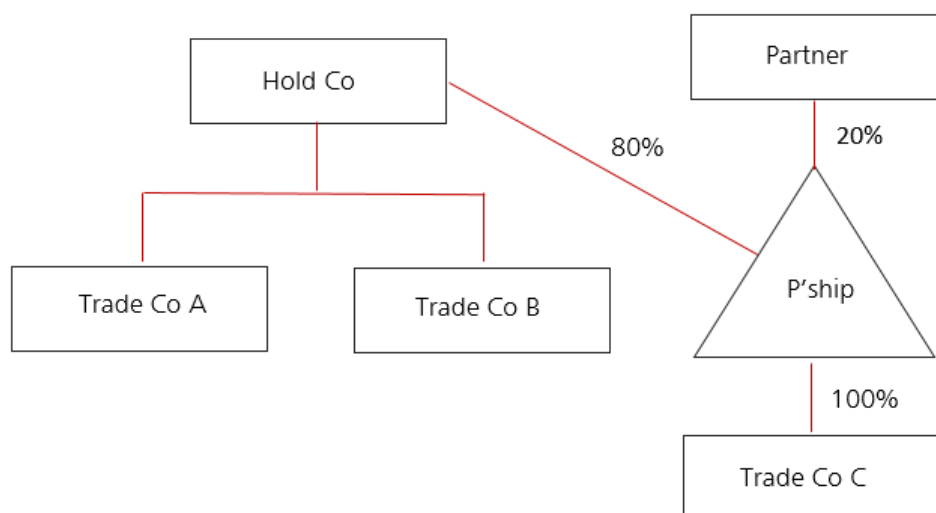 Hold Co
Partner
80%
20%
Trade Co A
Trade Co B
P'ship
100%
Trade Co C